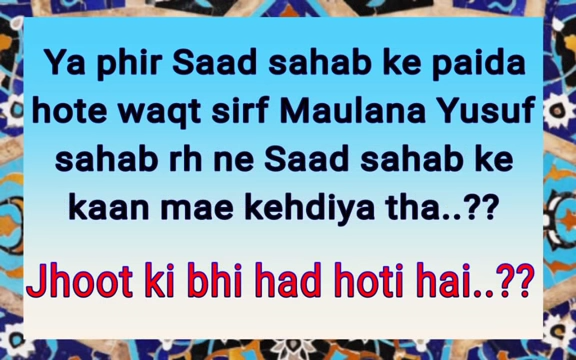 Ya phir Saad sahab ke paida
hote waqt sirf Maulana Yusuf
sahab rh ne Saad sahab ke
kaan mae kehdiya tha..??
Jhoot ki bhi had hoti hai..??